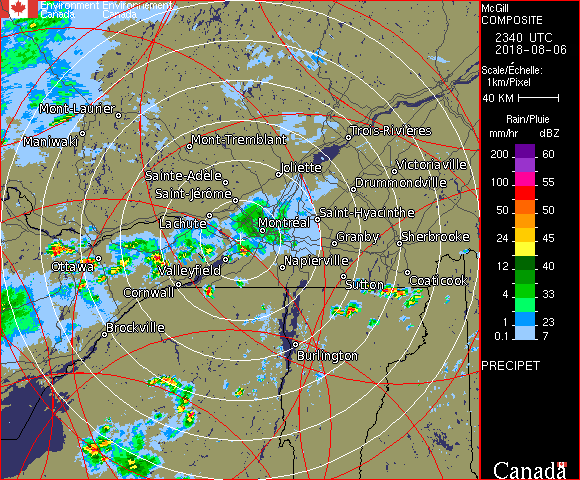 Environment Environnement
Canada Canada
Mont-Laurier
Maniwaki
Mont-Tremblant
Trois-Rivières
Sainte-Adèle
Joliette
Victoriaville
Saint-Jérôme
Drummondville
Lachute
Saint-Hyacinthe
Montréal
Granby
Sherbrooke
Ottawa
Valleyfield
Napierville
Cornwall
Sutton
Coaticook
Brockville
Burlington
McGill
COMPOSITE
2340 UTC
2018-08-06
Scale/Échelle:
1km/Pixel
40 KM
Rain/Pluie
mm/hr dBZ
200 60
100 55
50 50
24 45
12 40
4 33
1 23
0.1 7
PRECIPET
Canada